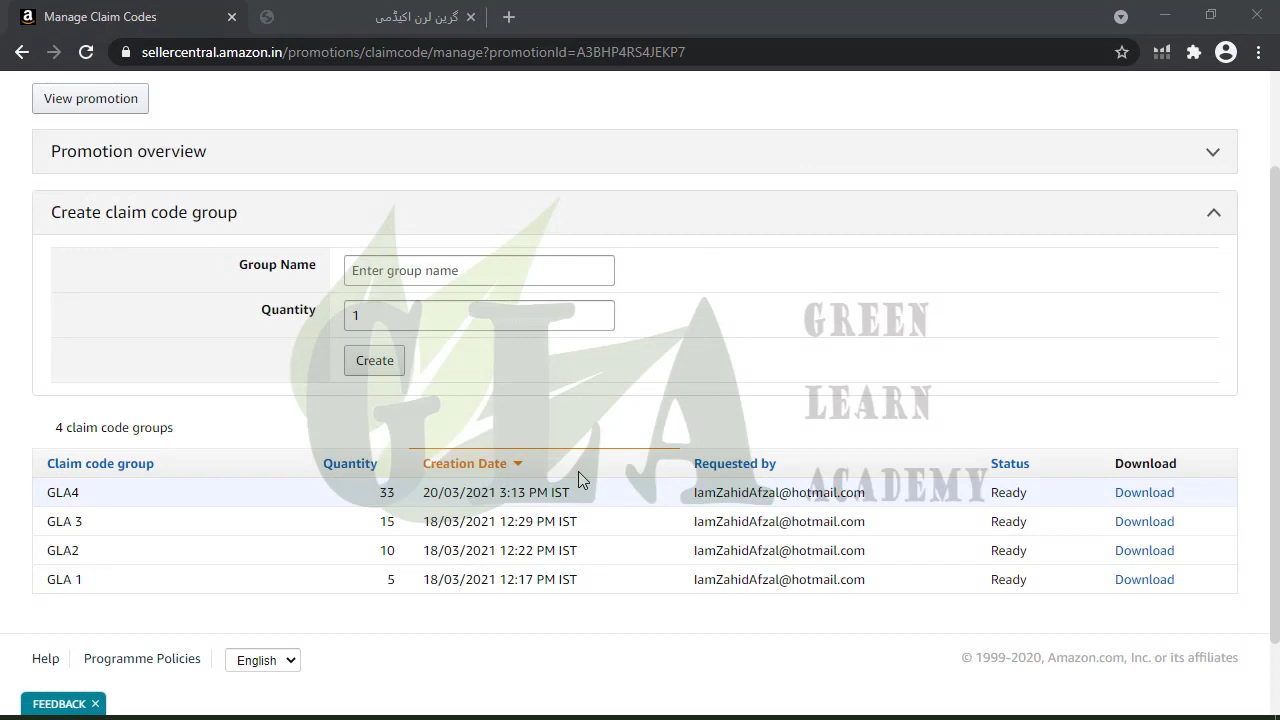 Manage Claim Codes
گرین لرن اکیڈمی
sellercentral.amazon.in/promotions/claimcode/manage?promotionId=A3BHP4RS4JEKP7
View promotion
Promotion overview
Create claim code group
Group Name Enter group name
Quantity 1
Create
GLA
GREEN
LEARN
ACADEMY
4 claim code groups
Claim code group Quantity Creation Date Requested by Status Download
GLA4 33 20/03/2021 3:13 PM IST IamZahidAfzal@hotmail.com Ready Download
GLA 3 15 18/03/2021 12:29 PM IST IamZahidAfzal@hotmail.com Ready Download
GLA2 10 18/03/2021 12:22 PM IST IamZahidAfzal@hotmail.com Ready Download
GLA 1 5 18/03/2021 12:17 PM IST IamZahidAfzal@hotmail.com Ready Download
Help Programme Policies English © 1999-2020, Amazon.com, Inc. or its affiliates
FEEDBACK